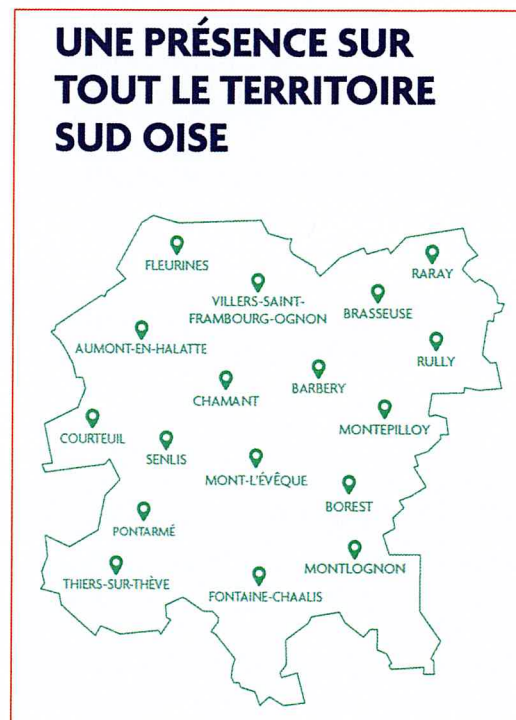 UNE PRÉSENCE SUR
TOUT LE TERRITOIRE
SUD OISE
FLEURINES
RARAY
VILLERS-SAINT-
FRAMBOURG-OGNON
BRASSEUSE
AUMONT-EN-HALATTE
RULLY
BARBERY
CHAMANT
MONTEPILLOY
COURTEUIL
SENLIS
MONT-L'ÉVÊQUE
BOREST
PONTARMÉ
MONTLOGNON
THIERS-SUR-THÈVE
FONTAINE-CHAALIS